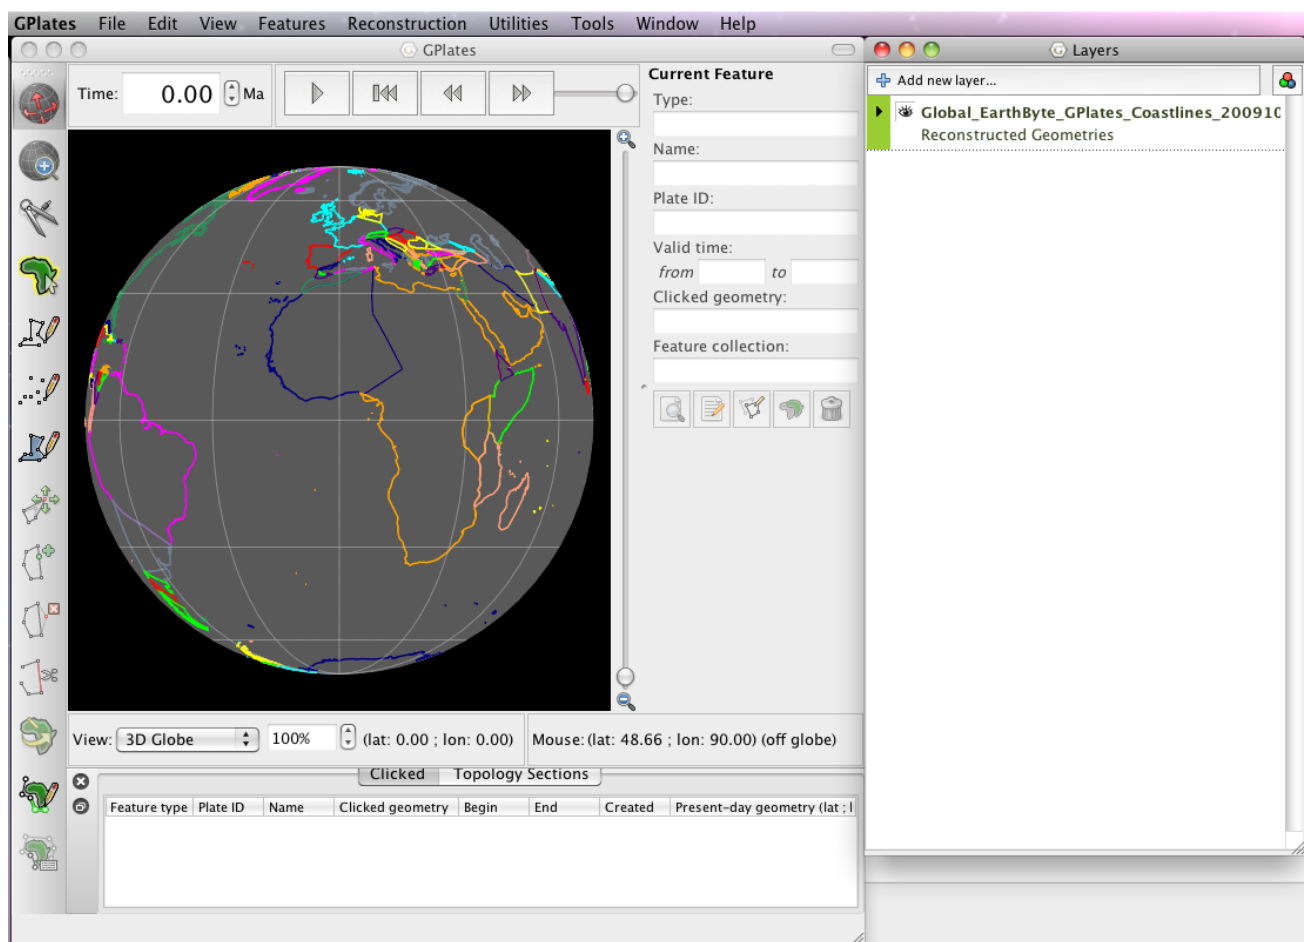 GPlates File Edit View Features Reconstruction Utilities Tools Window Help
GPlates
Layers
Time: 0.00 Ma
Current Feature
Type:
Name:
Plate ID:
Valid time:
from to
Clicked geometry:
Feature collection:
Add new layer...
Global_EarthByte_GPlates_Coastlines_200910
Reconstructed Geometries
View: 3D Globe 100% (lat: 0.00 ; lon: 0.00) Mouse: (lat: 48.66 ; lon: 90.00) (off globe)
Clicked Topology Sections
Feature type Plate ID Name Clicked geometry Begin End Created Present-day geometry (lat ; l